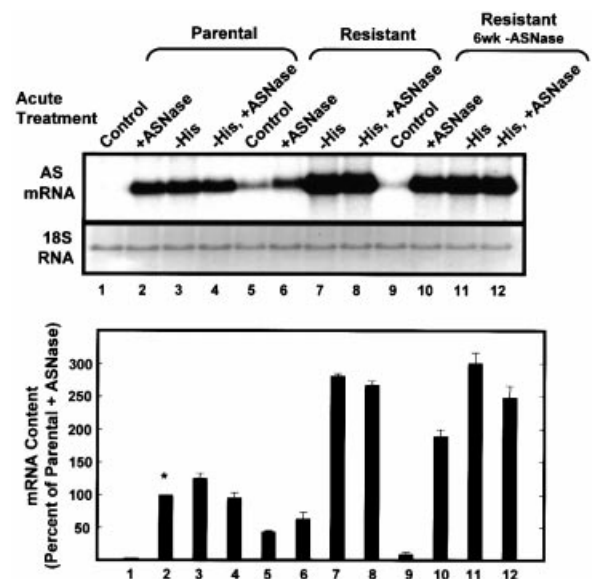 Parental
Resistant
Resistant
6wk -ASNase
Acute
Treatment
Control
+ASNase
-His
-His, +ASNase
Control
+ASNase
-His
-His, +ASNase
Control
+ASNase
-His
-His, +ASNase
AS
mRNA
18S
RNA
1 2 3 4 5 6 7 8 9 10 11 12
mRNA Content
(Percent of Parental + ASNase)
300
250
200
150
100
50
*
1 2 3 4 5 6 7 8 9 10 11 12